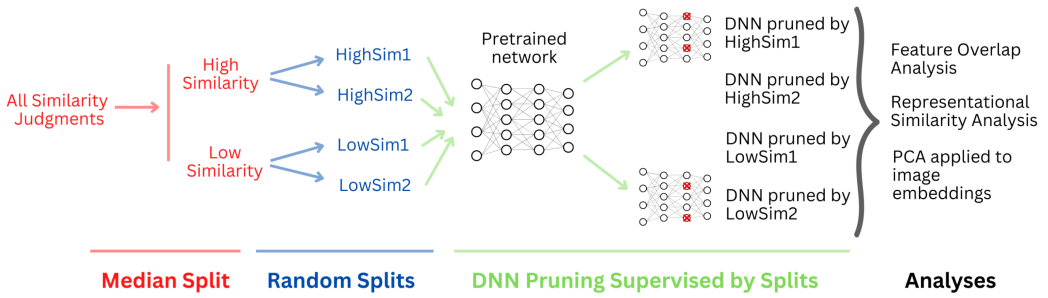 All Similarity
Judgments
High
Similarity
Low
Similarity
HighSim1
HighSim2
LowSim1
LowSim2
Pretrained
network
DNN pruned by
HighSim1
DNN pruned by
HighSim2
DNN pruned by
LowSim1
DNN pruned by
LowSim2
Feature Overlap
Analysis
Representational
Similarity Analysis
PCA applied to
image
embeddings
Median Split
Random Splits
DNN Pruning Supervised by Splits
Analyses